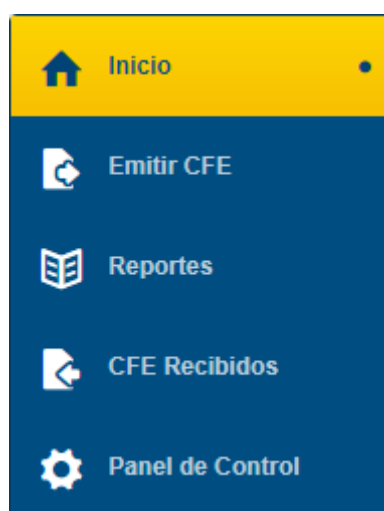 Inicio
Emitir CFE
Reportes
CFE Recibidos
Panel de Control